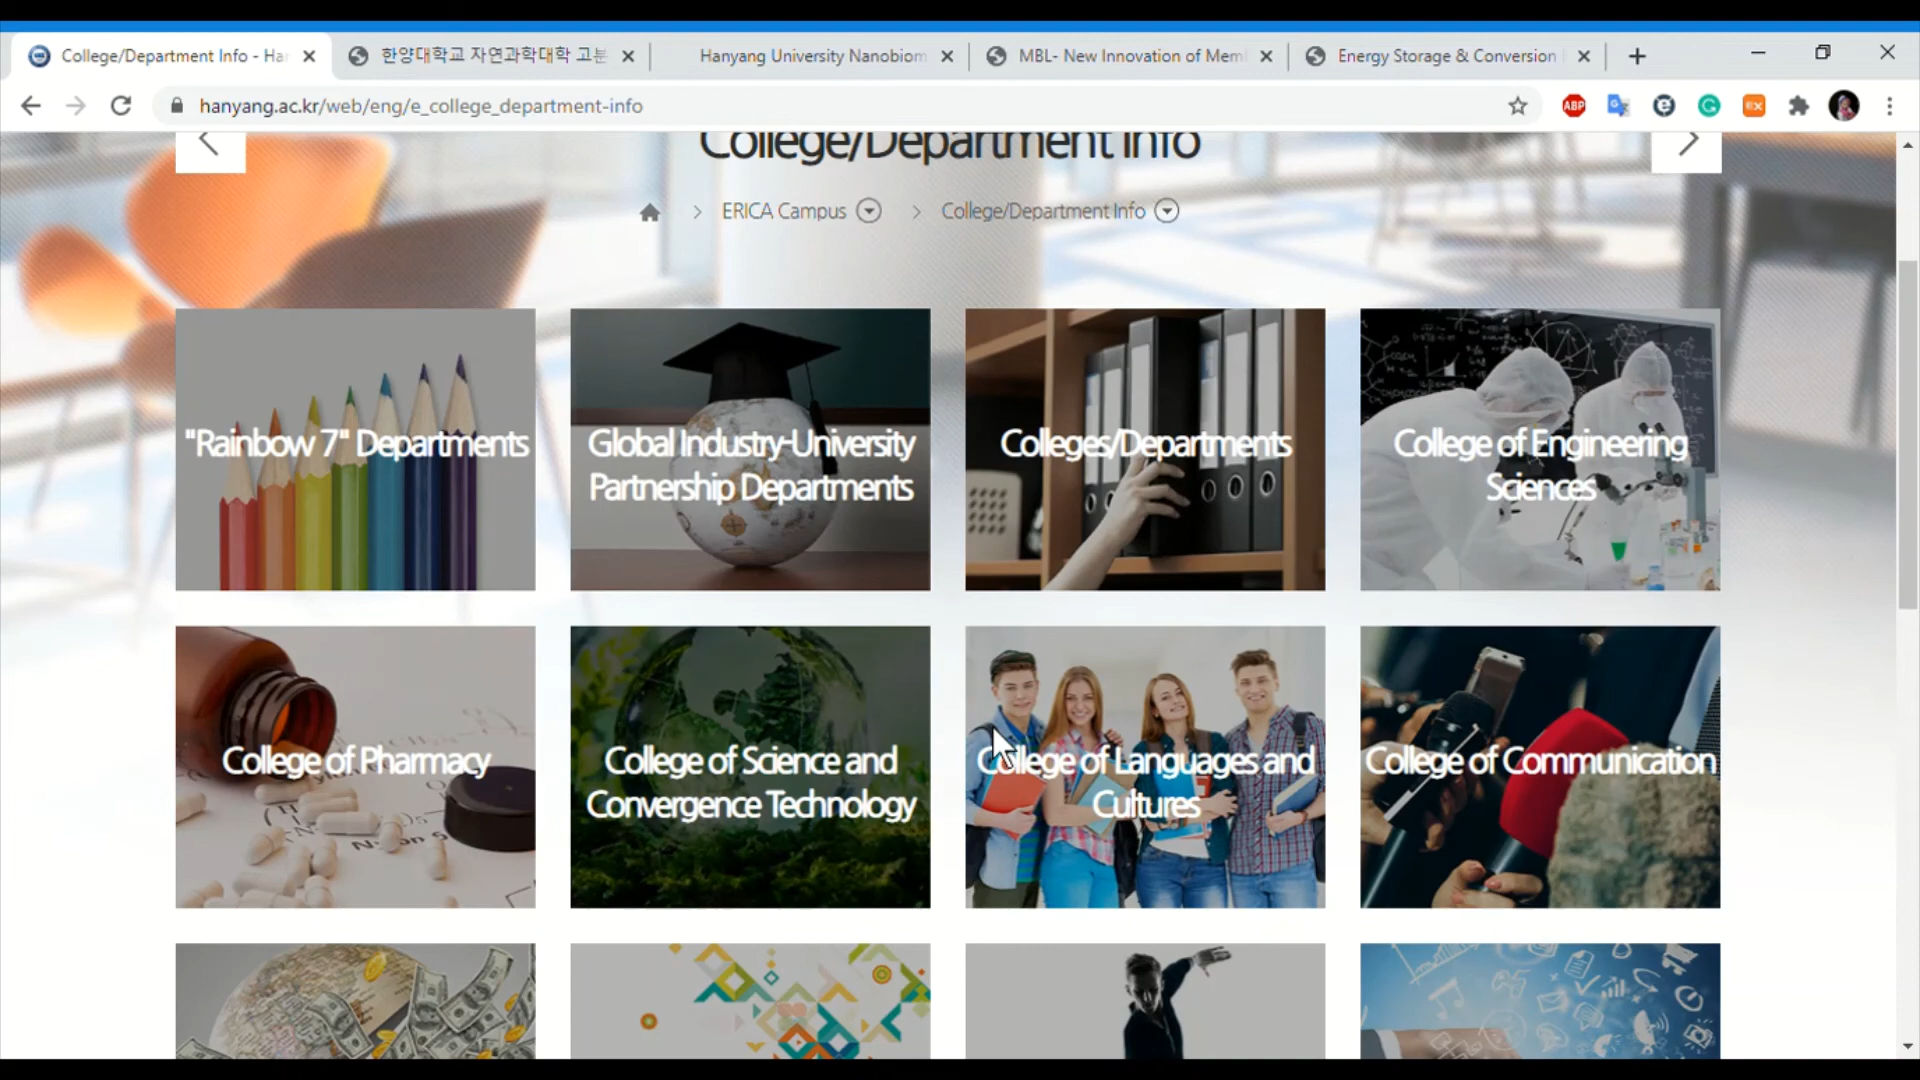 College/Department Info - Ha
한양대학교 자연과학대학 고분
Hanyang University Nanobiom
MBL- New Innovation of Mem
Energy Storage & Conversion
hanyang.ac.kr/web/eng/e_college_department-info
ABP
College/Department Info
ERICA Campus
College/Department Info
"Rainbow 7" Departments
Global Industry-University
Partnership Departments
Colleges/Departments
College of Engineering
Sciences
College of Pharmacy
College of Science and
Convergence Technology
College of Languages and
Cultures
College of Communication